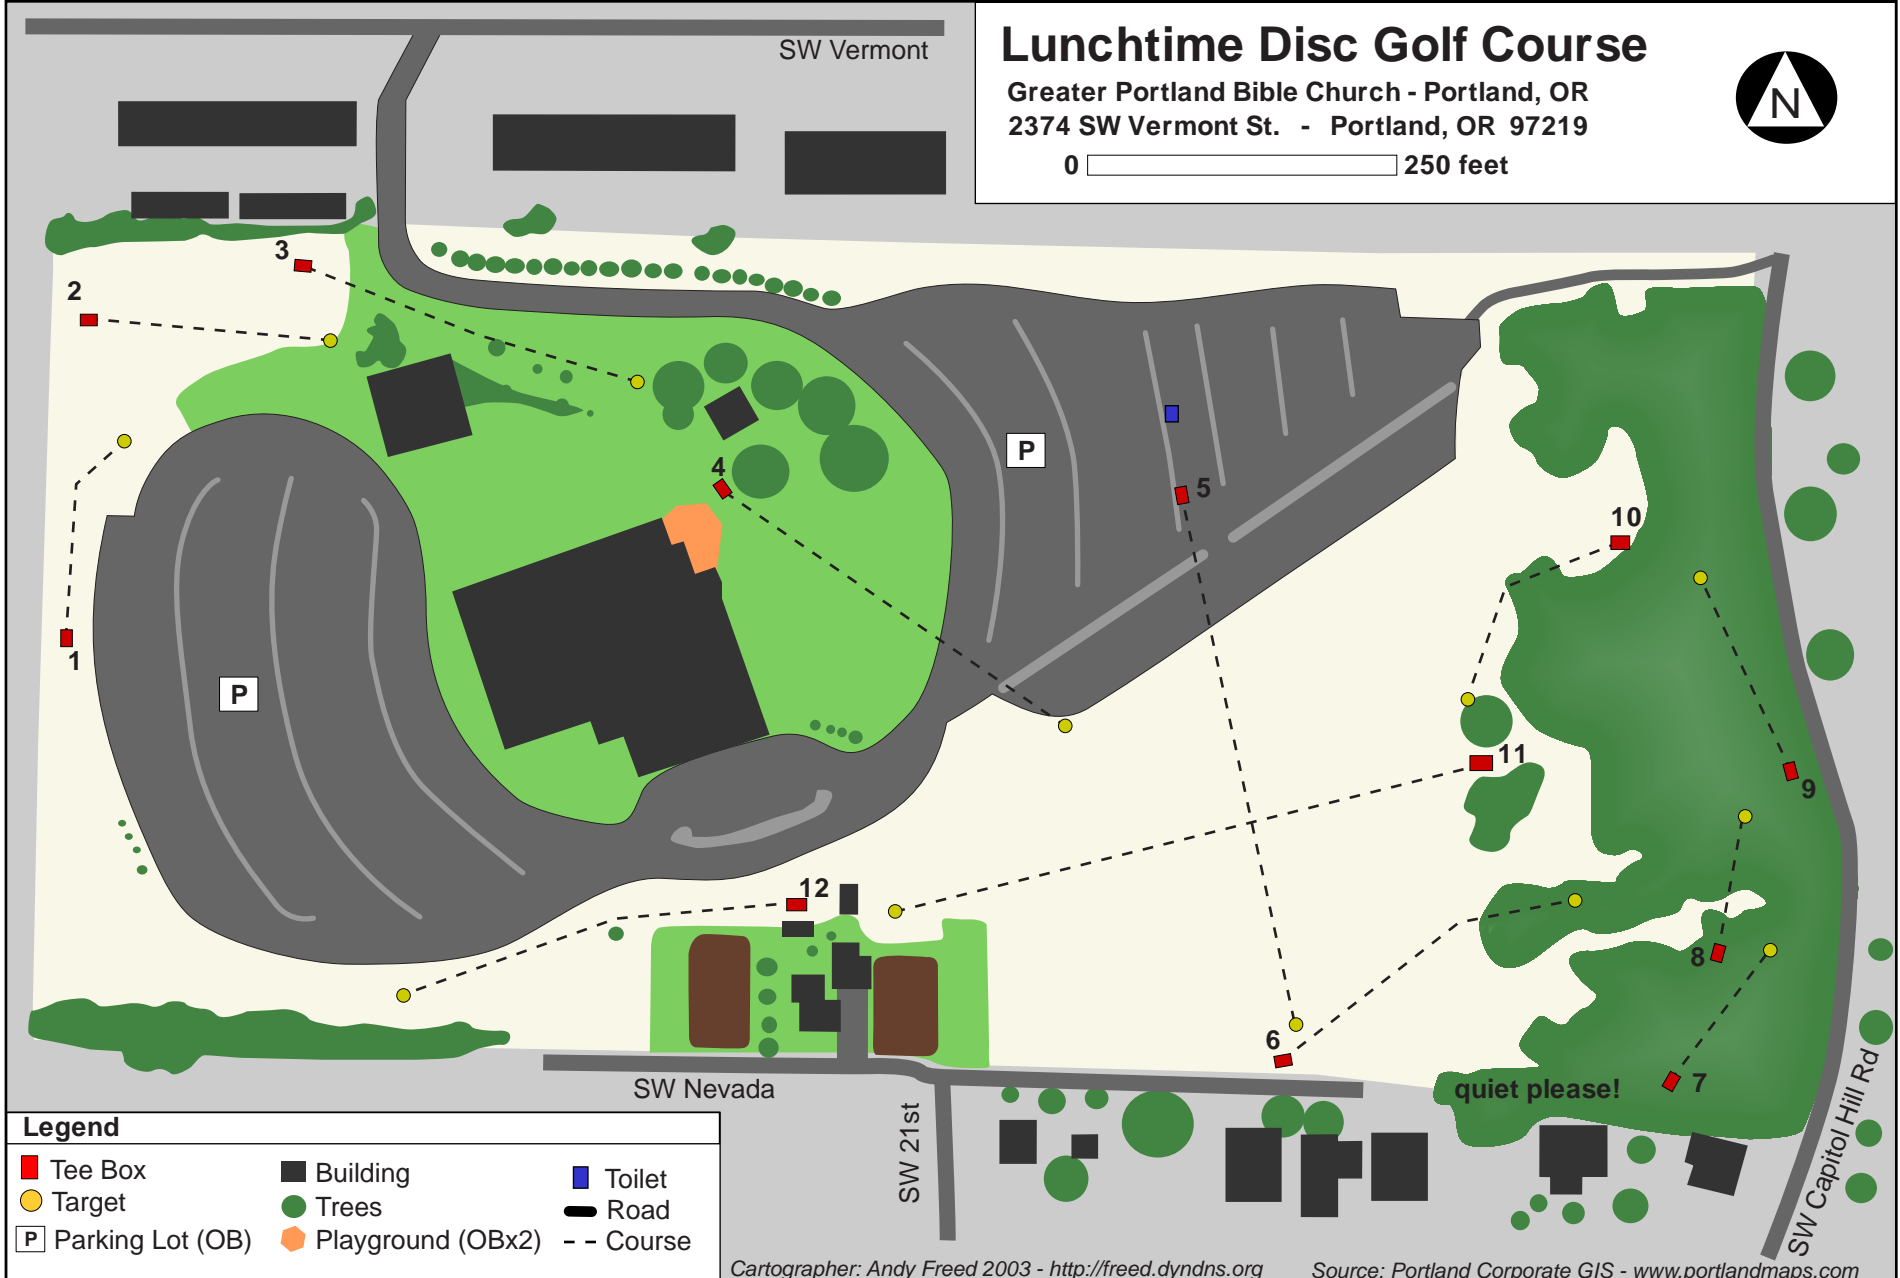 SW Vermont
Lunchtime Disc Golf Course
Greater Portland Bible Church - Portland, OR
2374 SW Vermont St. - Portland, OR 97219
N
0 250 feet
3
2
4
P
5
10
1
P
11
9
12
8
6
7
quiet please!
SW Nevada
SW 21st
SW Capitol Hill Rd
Legend
Tee Box
Building
Toilet
Target
Trees
Road
P Parking Lot (OB)
Playground (OBx2)
Course
Cartographer: Andy Freed 2003 - http://freed.dyndns.org
Source: Portland Corporate GIS - www.portlandmaps.com